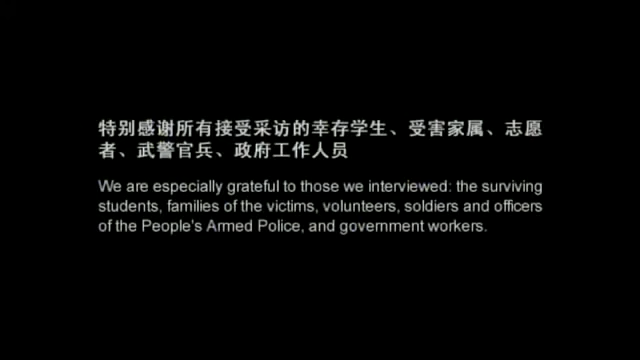 特别感谢所有接受采访的幸存学生、受害家属、志愿
者、武警官兵、政府工作人员
We are especially grateful to those we interviewed: the surviving
students, families of the victims, volunteers, soldiers and officers
of the People's Armed Police, and government workers.